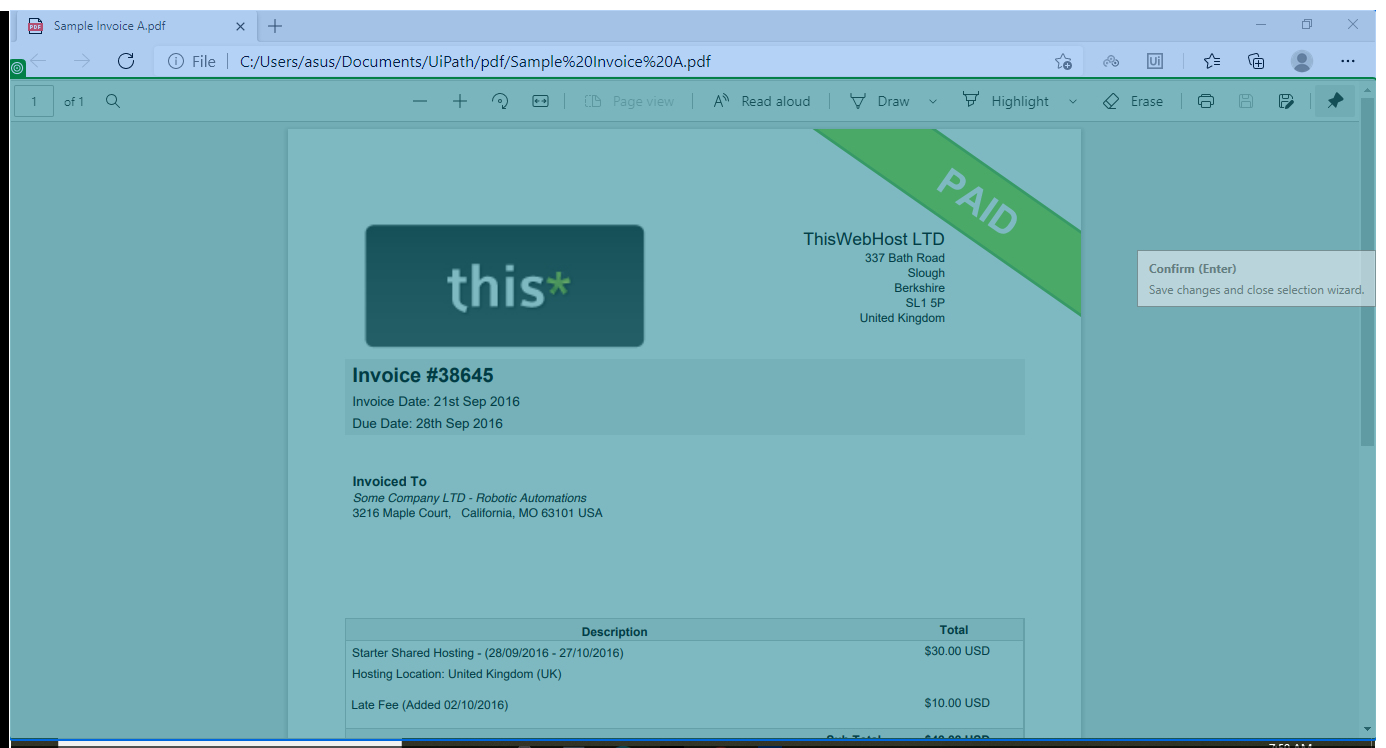 Sample Invoice A.pdf
File | C:/Users/asus/Documents/UiPath/pdf/Sample%20Invoice%20A.pdf
1 of 1 Page view Read aloud Draw Highlight Erase
PAID
this*
ThisWebHost LTD
337 Bath Road
Slough
Berkshire
SL1 5P
United Kingdom
Confirm (Enter)
Save changes and close selection wizard.
Invoice #38645
Invoice Date: 21st Sep 2016
Due Date: 28th Sep 2016
Invoiced To
Some Company LTD - Robotic Automations
3216 Maple Court, California, MO 63101 USA
Description Total
Starter Shared Hosting - (28/09/2016 - 27/10/2016) $30.00 USD
Hosting Location: United Kingdom (UK)
Late Fee (Added 02/10/2016) $10.00 USD